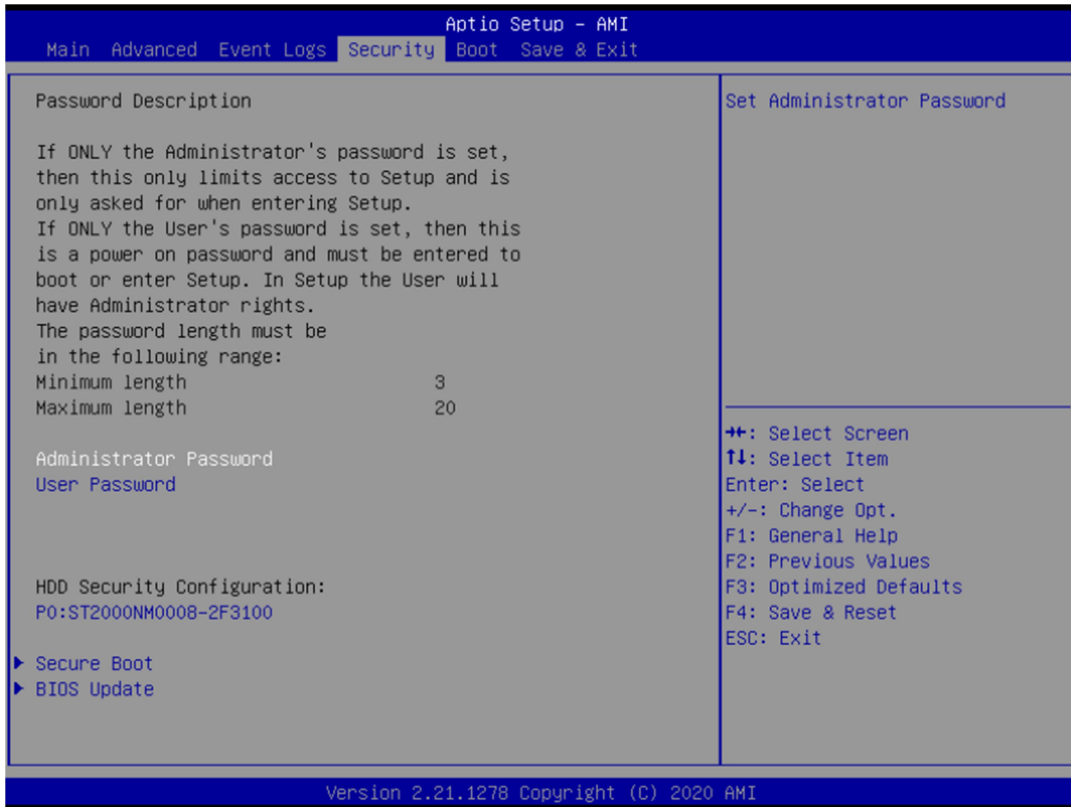 Aptio Setup – AMI
Main Advanced Event Logs Security Boot Save & Exit
Password Description
If ONLY the Administrator's password is set,
then this only limits access to Setup and is
only asked for when entering Setup.
If ONLY the User's password is set, then this
is a power on password and must be entered to
boot or enter Setup. In Setup the User will
have Administrator rights.
The password length must be
in the following range:
Minimum length 3
Maximum length 20
Administrator Password
User Password
HDD Security Configuration:
P0:ST2000NM0008-2F3100
▶ Secure Boot
▶ BIOS Update
Set Administrator Password
→←: Select Screen
↑↓: Select Item
Enter: Select
+/-: Change Opt.
F1: General Help
F2: Previous Values
F3: Optimized Defaults
F4: Save & Reset
ESC: Exit
Version 2.21.1278 Copyright (C) 2020 AMI